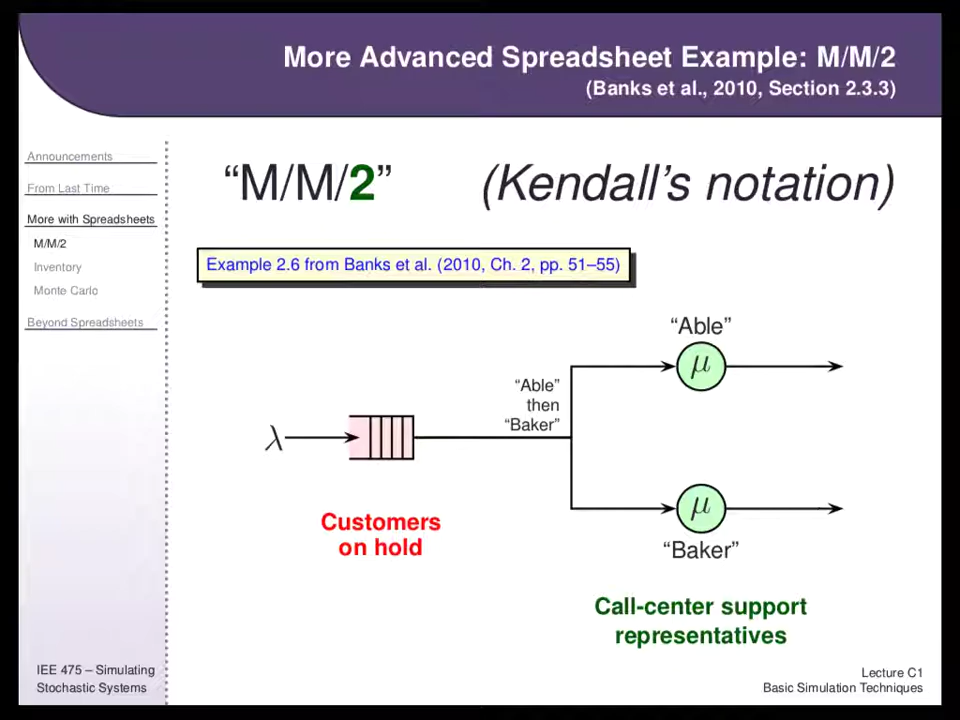 More Advanced Spreadsheet Example: M/M/2
(Banks et al., 2010, Section 2.3.3)
Announcements
From Last Time
More with Spreadsheets
M/M/2
Inventory
Monte Carlo
Beyond Spreadsheets
“M/M/2” (Kendall’s notation)
Example 2.6 from Banks et al. (2010, Ch. 2, pp. 51–55)
“Able”
μ
“Able”
then
“Baker”
λ
μ
“Baker”
Customers
on hold
Call-center support
representatives
IEE 475 – Simulating
Stochastic Systems
Lecture C1
Basic Simulation Techniques